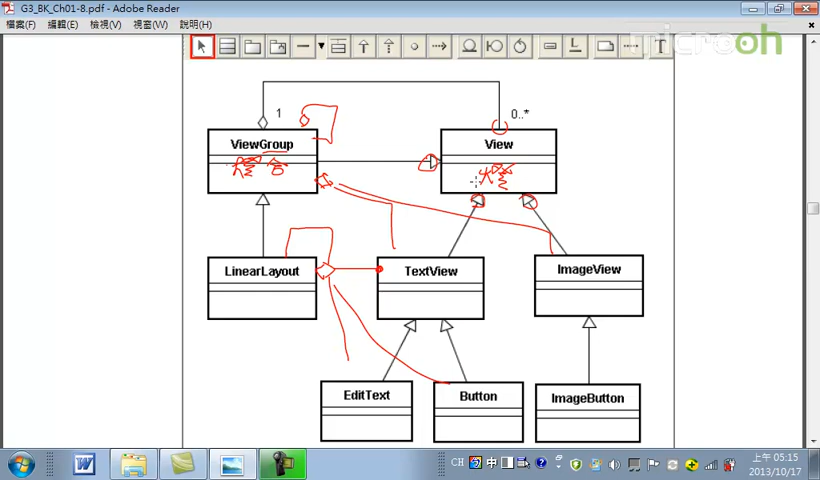 G3_BK_Ch01-8.pdf - Adobe Reader
檔案(F) 編輯(E) 檢視(V) 視窗(W) 說明(H)
T
microoh
1
0..*
ViewGroup
View
LinearLayout
TextView
ImageView
EditText
Button
ImageButton
CH 中
上午 05:15
2013/10/17